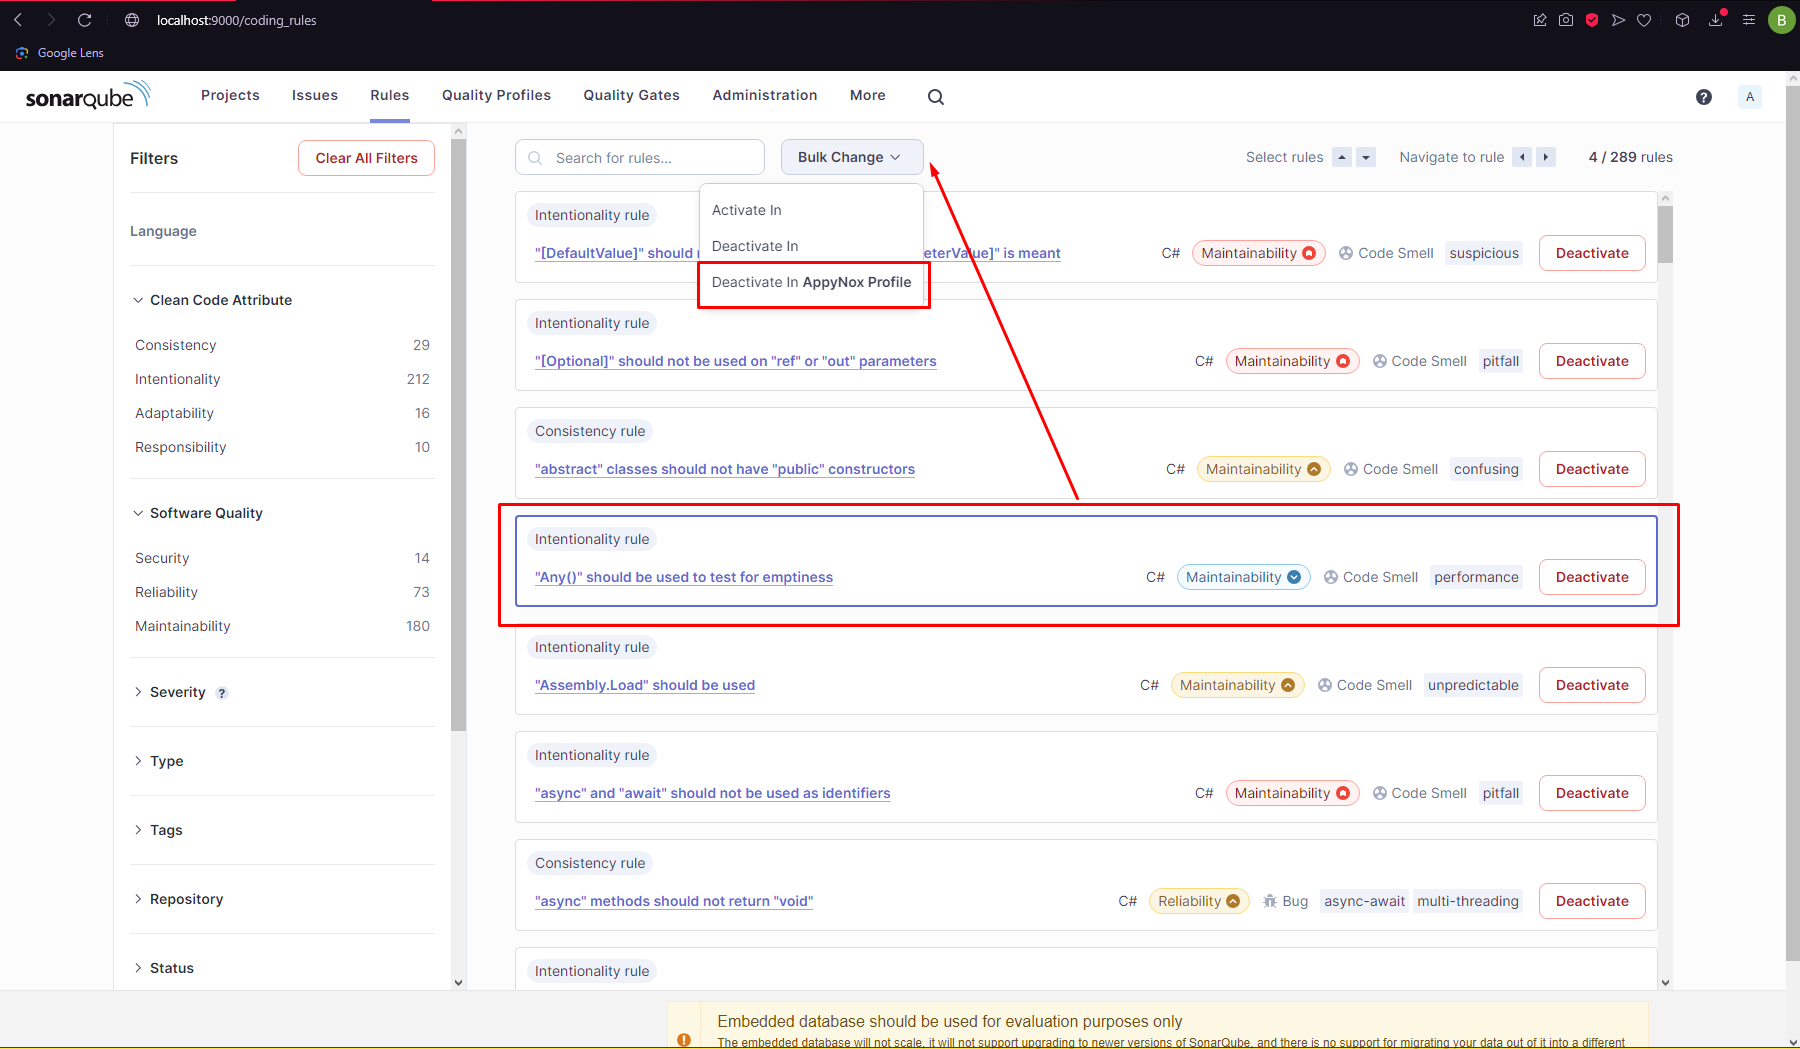 localhost:9000/coding_rules
B
Google Lens
sonarqube
Projects Issues Rules Quality Profiles Quality Gates Administration More
?
A
Filters
Clear All Filters
Language
Clean Code Attribute
Consistency 29
Intentionality 212
Adaptability 16
Responsibility 10
Software Quality
Security 14
Reliability 73
Maintainability 180
Severity ?
Type
Tags
Repository
Status
Search for rules...
Bulk Change
Select rules
Navigate to rule
4 / 289 rules
Activate In
Deactivate In
Deactivate In AppyNox Profile
Intentionality rule
"[DefaultValue]" should eterValue]" is meant
C# Maintainability Code Smell suspicious Deactivate
Intentionality rule
"[Optional]" should not be used on "ref" or "out" parameters
C# Maintainability Code Smell pitfall Deactivate
Consistency rule
"abstract" classes should not have "public" constructors
C# Maintainability Code Smell confusing Deactivate
Intentionality rule
"Any()" should be used to test for emptiness
C# Maintainability Code Smell performance Deactivate
Intentionality rule
"Assembly.Load" should be used
C# Maintainability Code Smell unpredictable Deactivate
Intentionality rule
"async" and "await" should not be used as identifiers
C# Maintainability Code Smell pitfall Deactivate
Consistency rule
"async" methods should not return "void"
C# Reliability Bug async-await multi-threading Deactivate
Intentionality rule
Embedded database should be used for evaluation purposes only
The embedded database will not scale, it will not support upgrading to newer versions of SonarQube, and there is no support for migrating your data out of it into a different